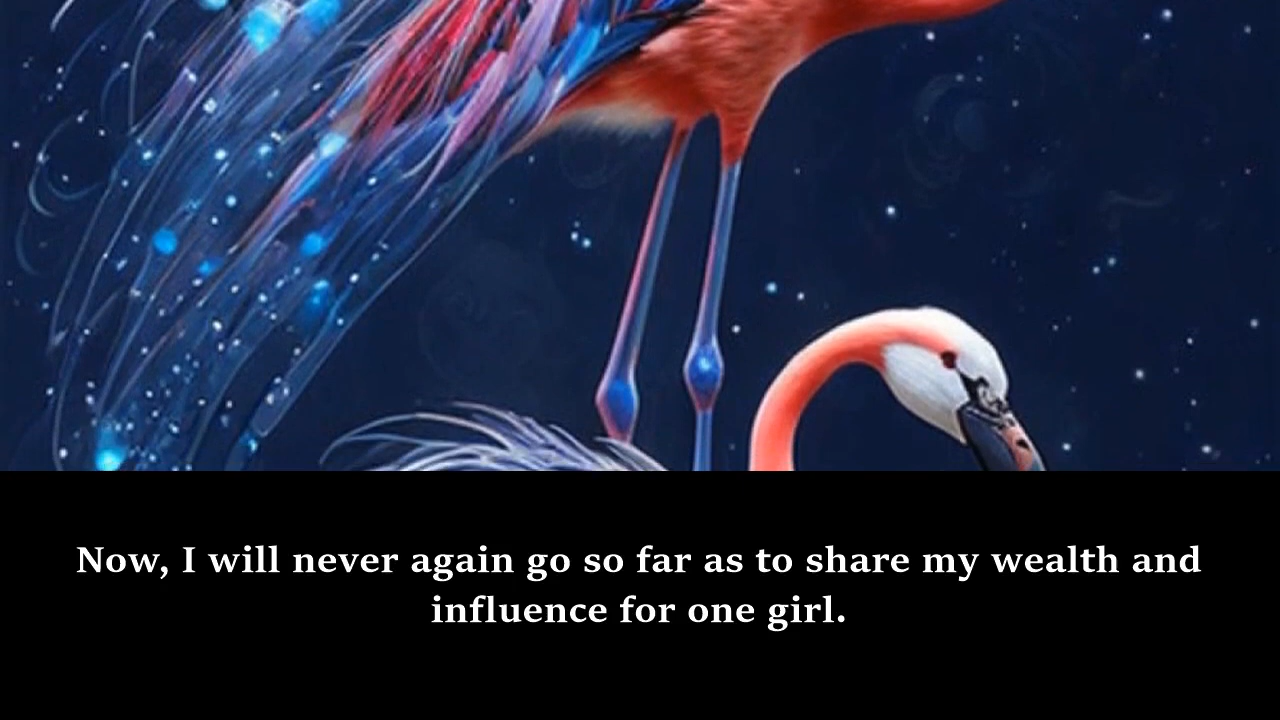 Now, I will never again go so far as to share my wealth and
influence for one girl.